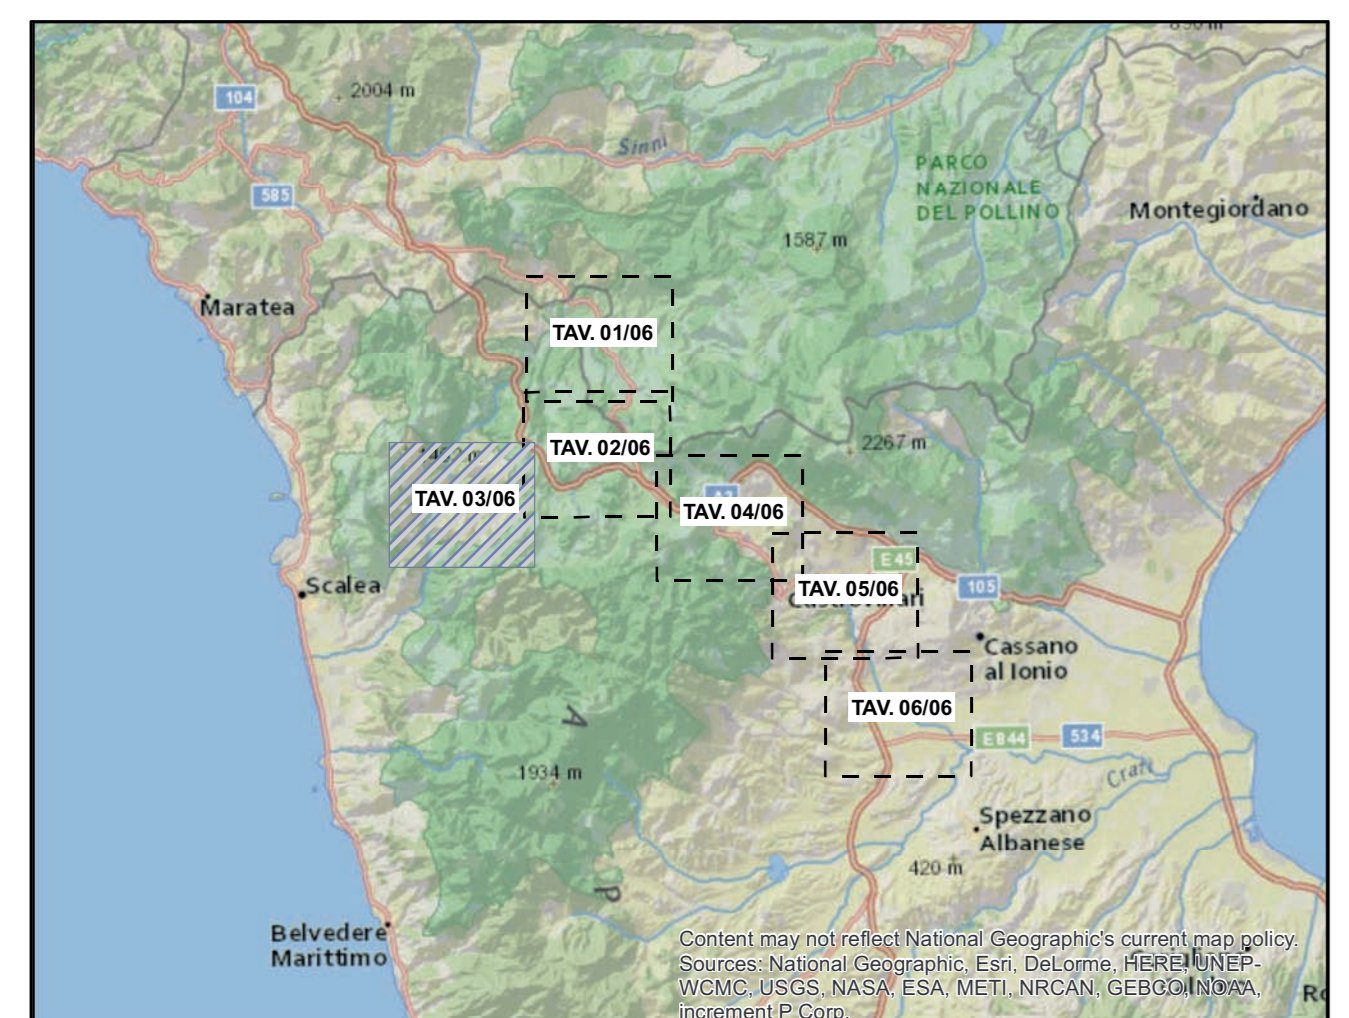 890 m
104
2004 m
Sinni
585
PARCO
NAZIONALE
DEL POLLINO
Montegiordano
1587 m
Maratea
TAV. 01/06
TAV. 02/06
2267 m
TAV. 03/06
TAV. 04/06
E45
TAV. 05/06
105
Scalea
Cassano
al Ionio
TAV. 06/06
E844
534
A
1934 m
Crati
Spezzano
Albanese
420 m
P
Belvedere
Marittimo
Content may not reflect National Geographic's current map policy.
Sources: National Geographic, Esri, DeLorme, HERE, UNEP-
WCMC, USGS, NASA, ESA, METI, NRCAN, GEBCO, NOAA,
increment P Corp.